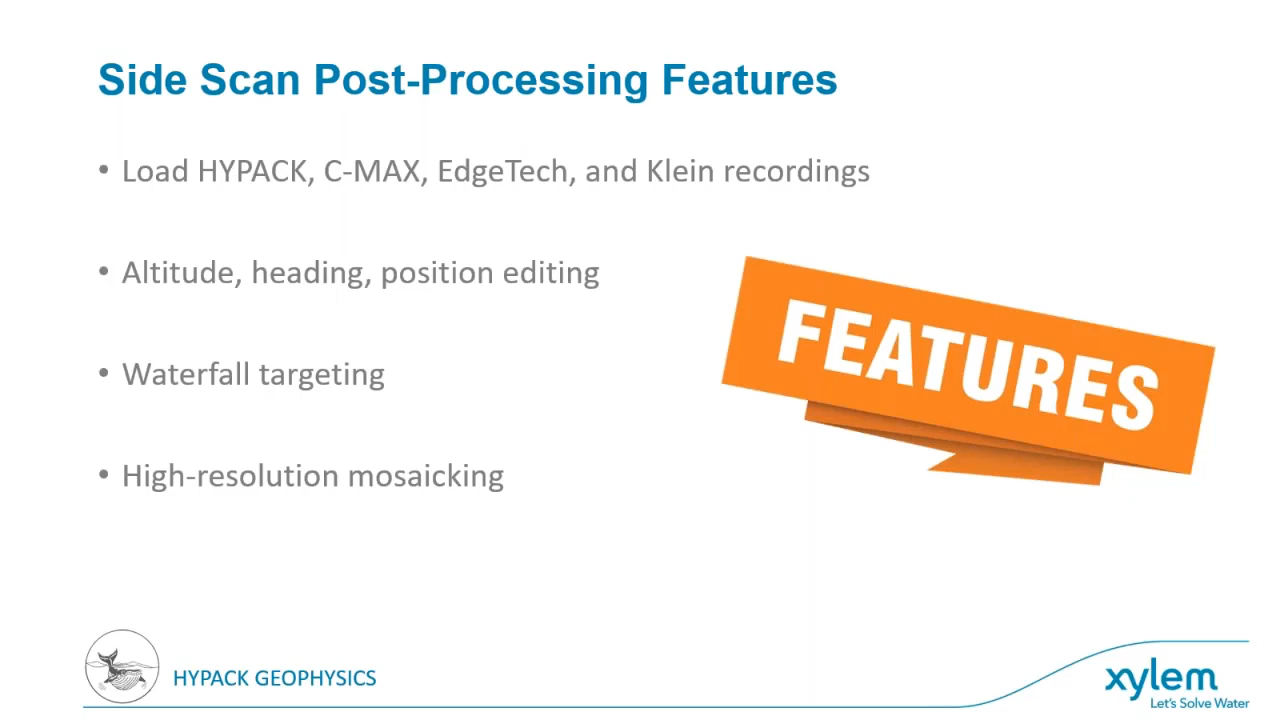 Side Scan Post-Processing Features
• Load HYPACK, C-MAX, EdgeTech, and Klein recordings
• Altitude, heading, position editing
• Waterfall targeting
• High-resolution mosaicking
FEATURES
HYPACK GEOPHYSICS
xylem
Let's Solve Water